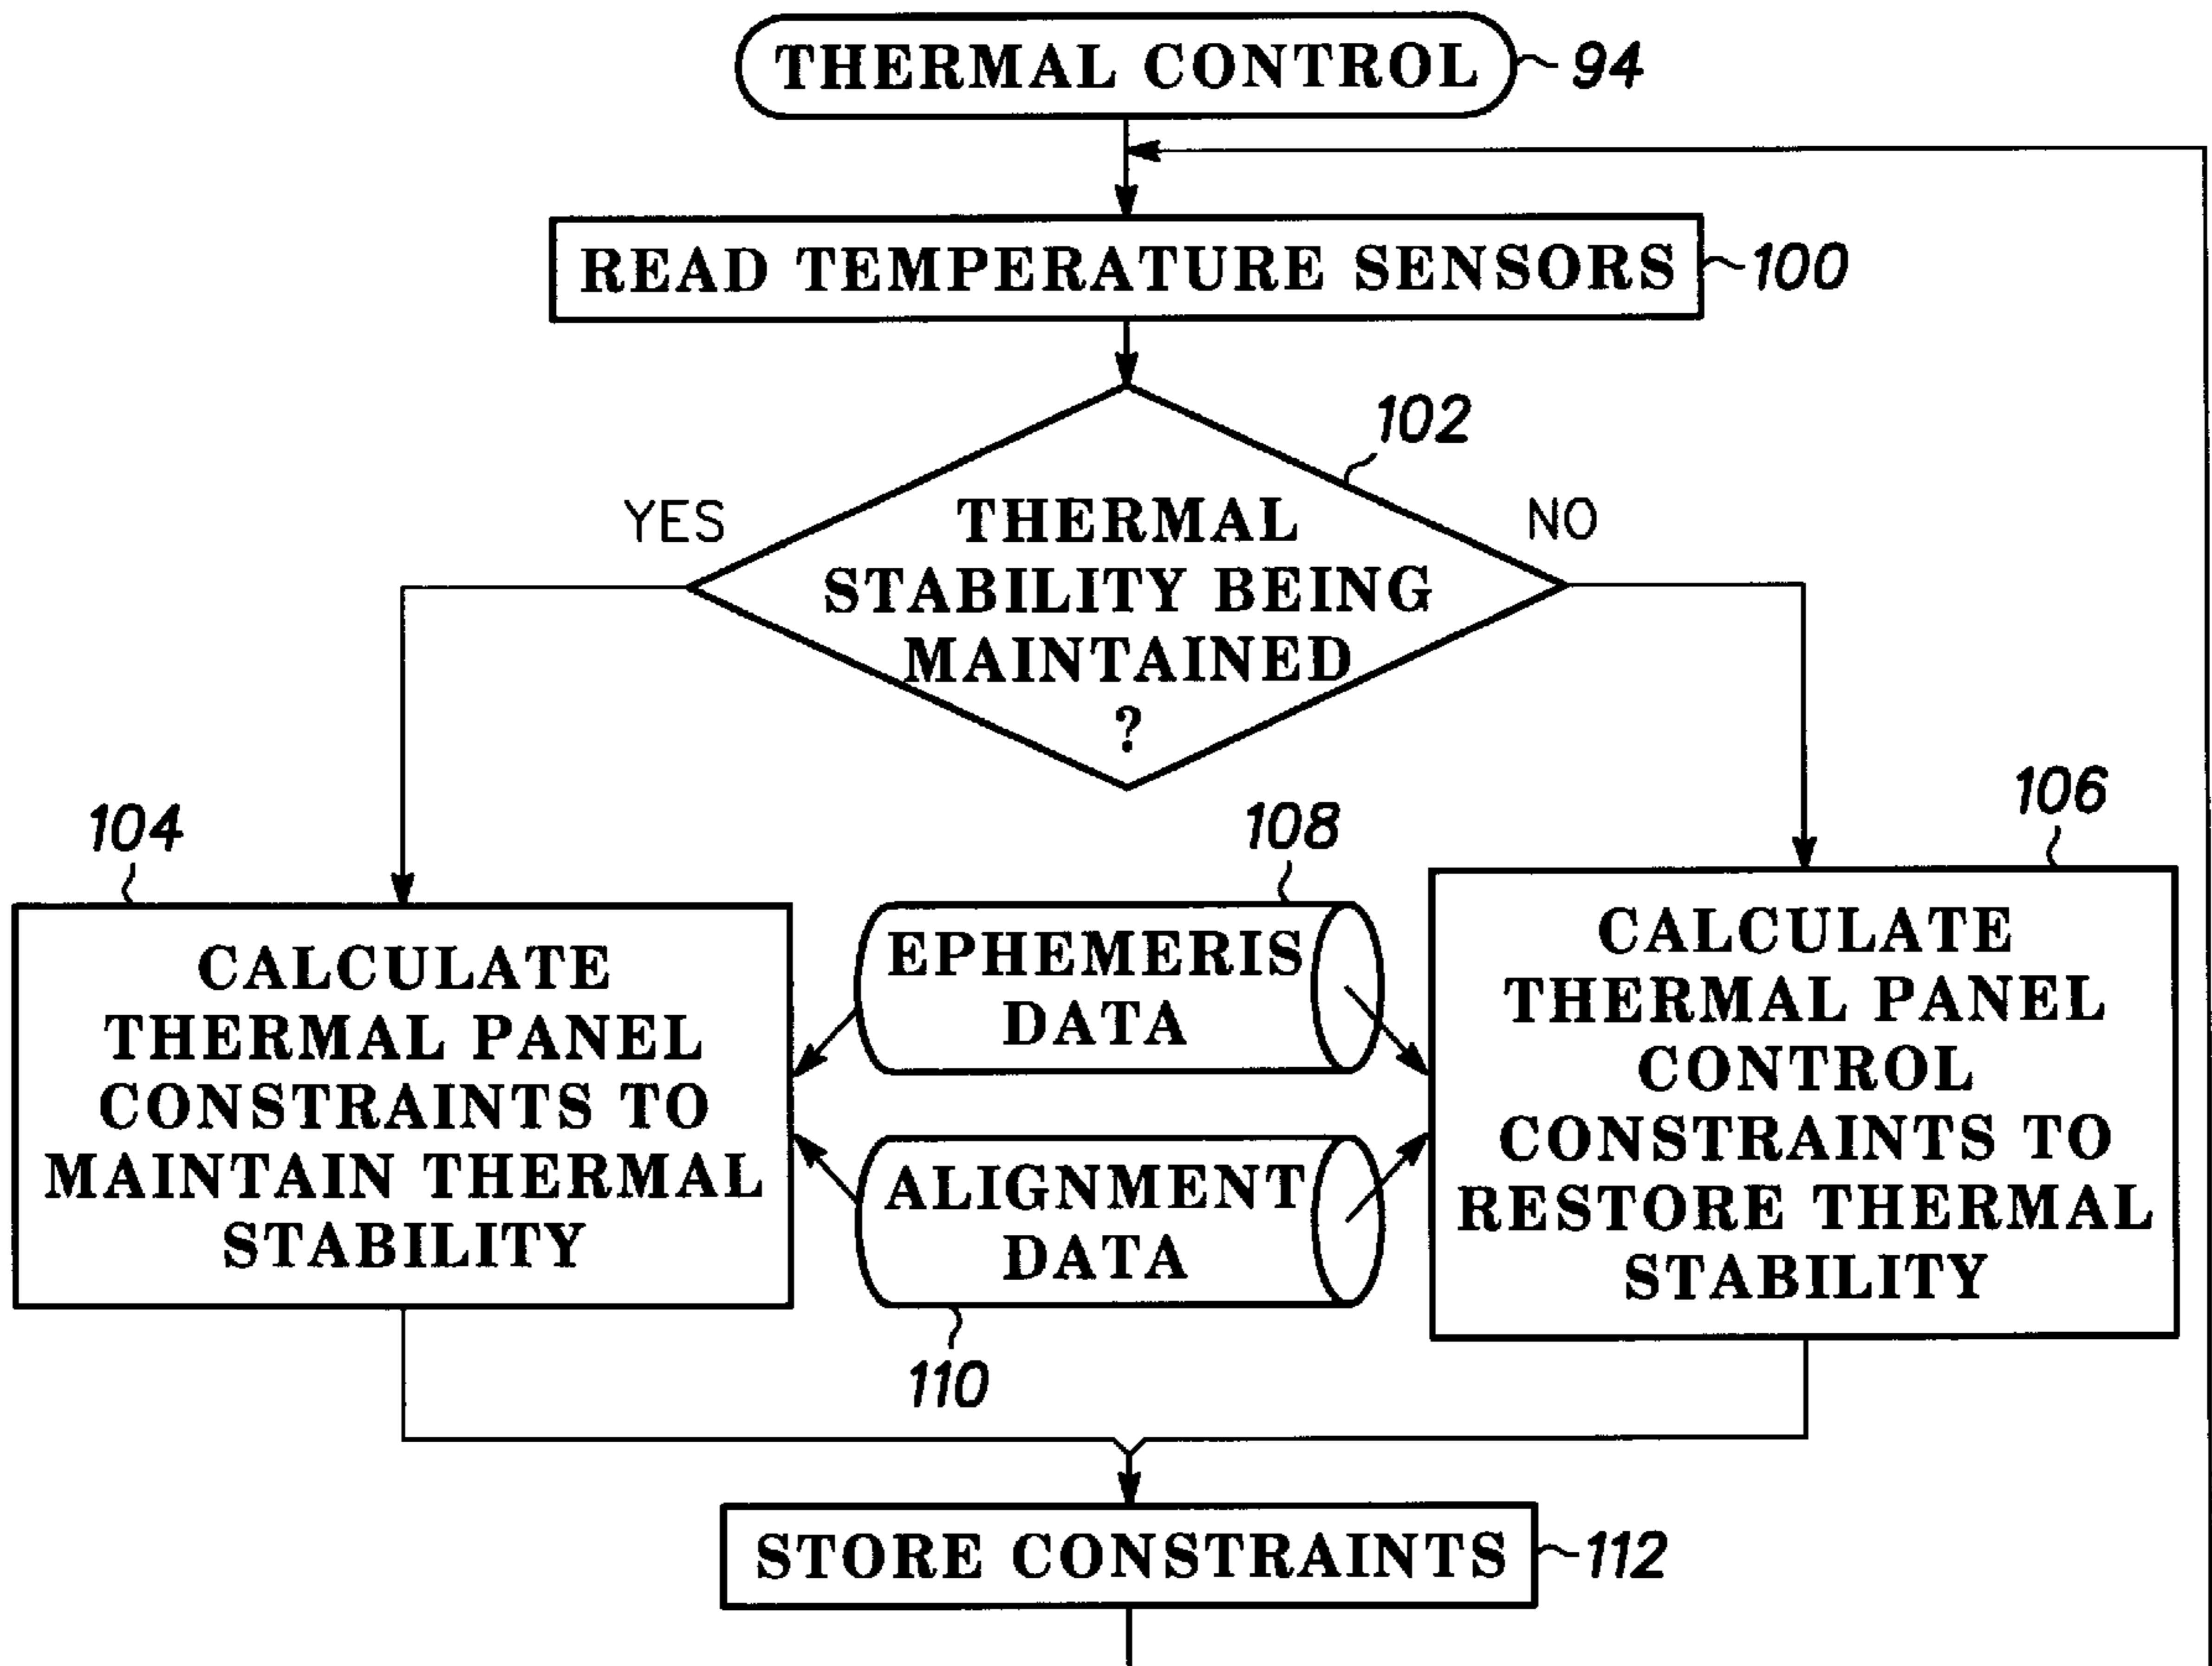 THERMAL CONTROL
94
READ TEMPERATURE SENSORS
100
102
YES
NO
THERMAL
STABILITY BEING
MAINTAINED
?
104
108
106
CALCULATE
THERMAL PANEL
CONSTRAINTS TO
MAINTAIN THERMAL
STABILITY
EPHEMERIS
DATA
ALIGNMENT
DATA
110
CALCULATE
THERMAL PANEL
CONTROL
CONSTRAINTS TO
RESTORE THERMAL
STABILITY
STORE CONSTRAINTS
112